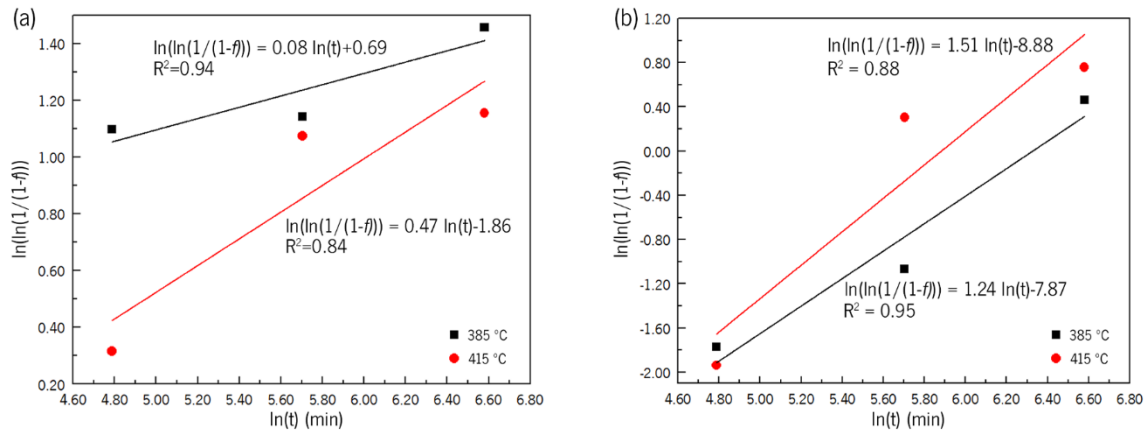 (a)
1.40
1.20
1.00
0.80
0.60
0.40
0.20
ln(ln(1/(1-f)))
ln(ln(1/(1-f))) = 0.08 ln(t)+0.69
R²=0.94
ln(ln(1/(1-f))) = 0.47 ln(t)-1.86
R²=0.84
385 °C
415 °C
4.60 4.80 5.00 5.20 5.40 5.60 5.80 6.00 6.20 6.40 6.60 6.80
ln(t) (min)
(b)
1.20
0.80
0.40
0.00
-0.40
-0.80
-1.20
-1.60
-2.00
ln(ln(1/(1-f)))
ln(ln(1/(1-f))) = 1.51 ln(t)-8.88
R² = 0.88
ln(ln(1/(1-f))) = 1.24 ln(t)-7.87
R² = 0.95
385 °C
415 °C
4.60 4.80 5.00 5.20 5.40 5.60 5.80 6.00 6.20 6.40 6.60 6.80
ln(t) (min)